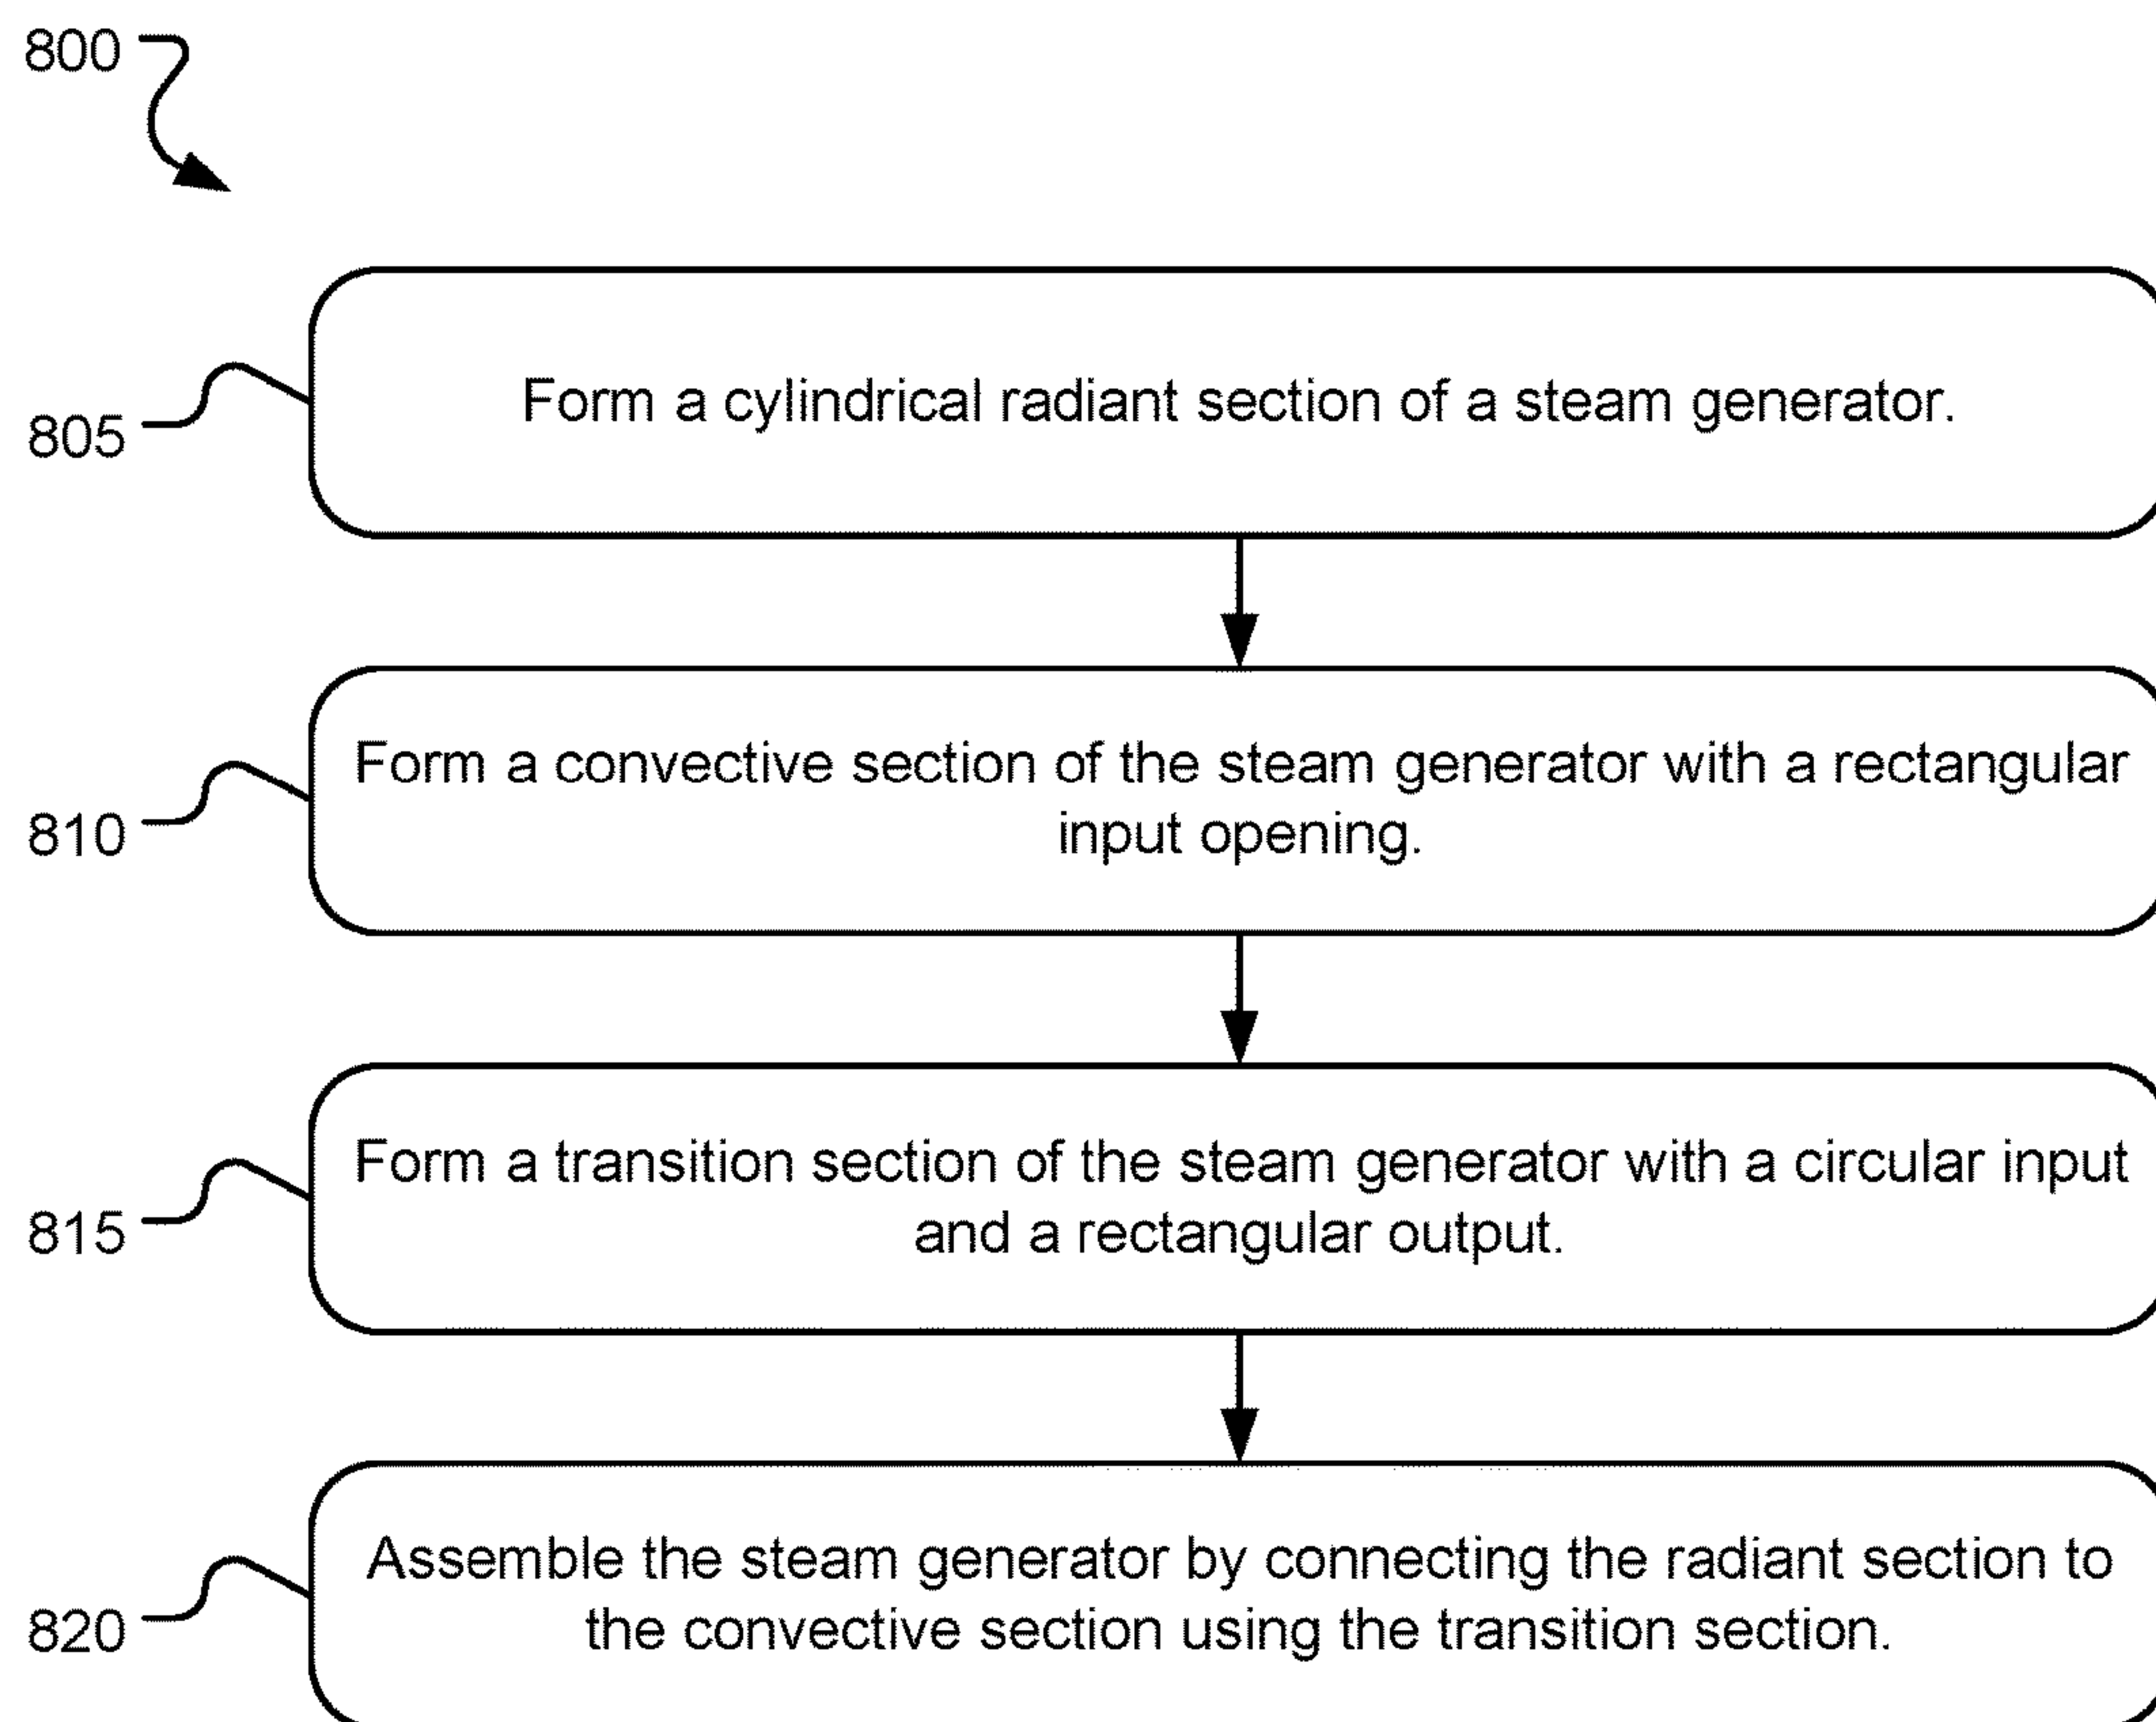 800
805
Form a cylindrical radiant section of a steam generator.
810
Form a convective section of the steam generator with a rectangular
input opening.
815
Form a transition section of the steam generator with a circular input
and a rectangular output.
820
Assemble the steam generator by connecting the radiant section to
the convective section using the transition section.